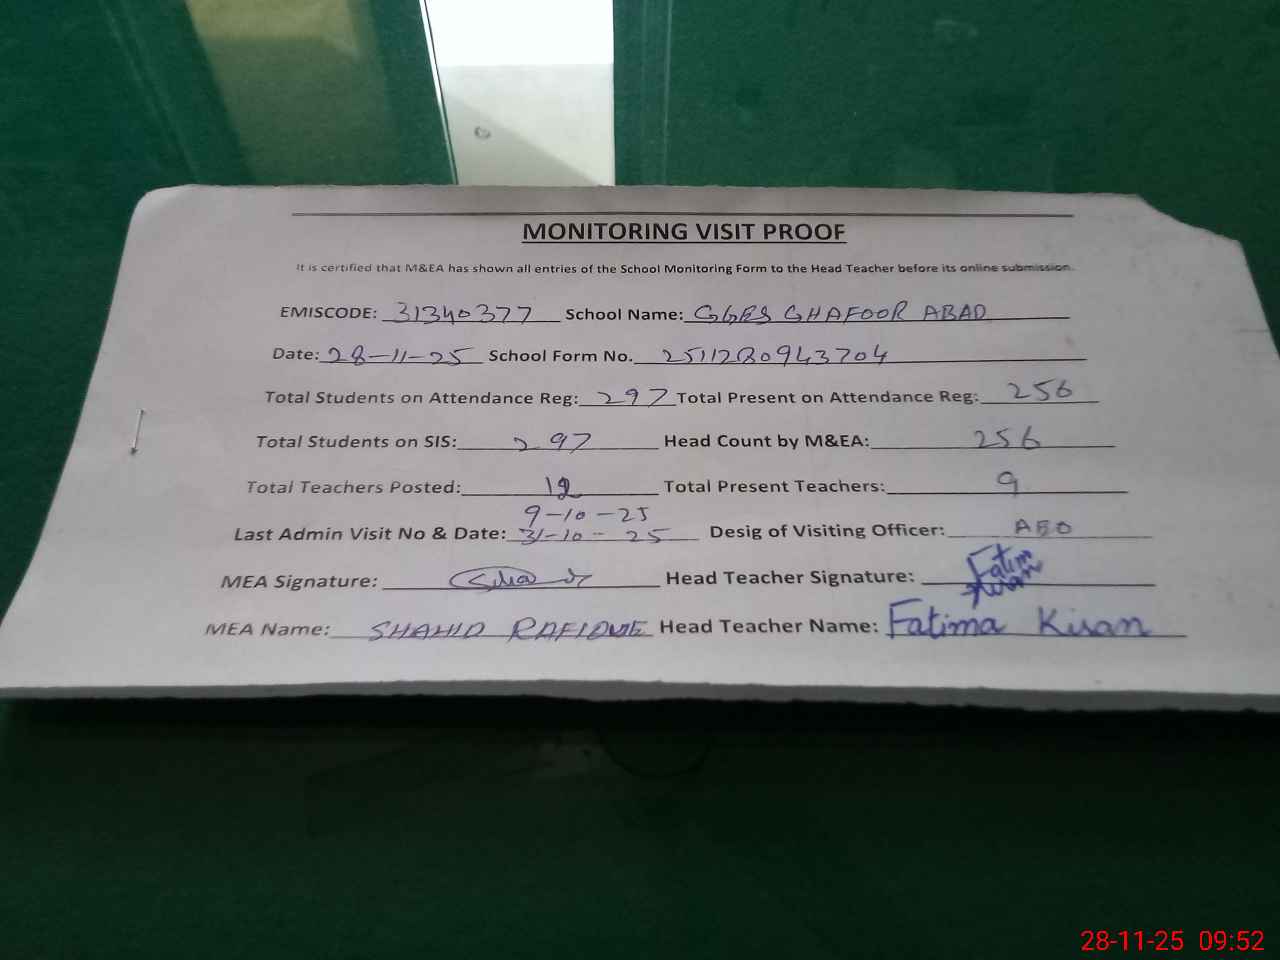 MONITORING VISIT PROOF
It is certified that M&EA has shown all entries of the School Monitoring Form to the Head Teacher before its online submission.
EMISCODE: 31340377 School Name: GGES GHAFOOR ABAD
Date: 28-11-25 School Form No. 2511280943704
Total Students on Attendance Reg: 297 Total Present on Attendance Reg: 256
Total Students on SIS: 297 Head Count by M&EA: 256
Total Teachers Posted: 12 Total Present Teachers: 9
9-10-25
Last Admin Visit No & Date: 31-10-25 Desig of Visiting Officer: AEO
MEA Signature: Head Teacher Signature: Fatima
Kisan
MEA Name: SHAHID RAFIQUE Head Teacher Name: Fatima Kisan
28-11-25 09:52